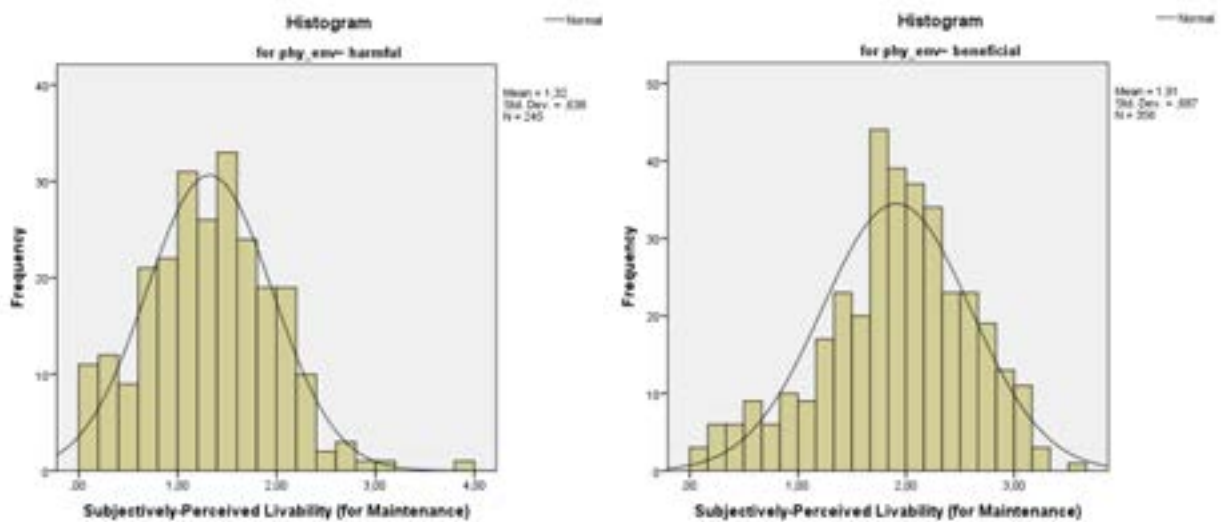 Histogram
Normal
for phy_env= harmful
Mean = 1,32
Std. Dev. = ,638
N = 245
40
30
20
10
0
Frequency
,00 1,00 2,00 3,00 4,00
Subjectively-Perceived Livability (for Maintenance)
Histogram
Normal
for phy_env= beneficial
Mean = 1,91
Std. Dev. = ,687
50
40
30
20
10
0
Frequency
,00 1,00 2,00 3,00
Subjectively-Perceived Livability (for Maintenance)